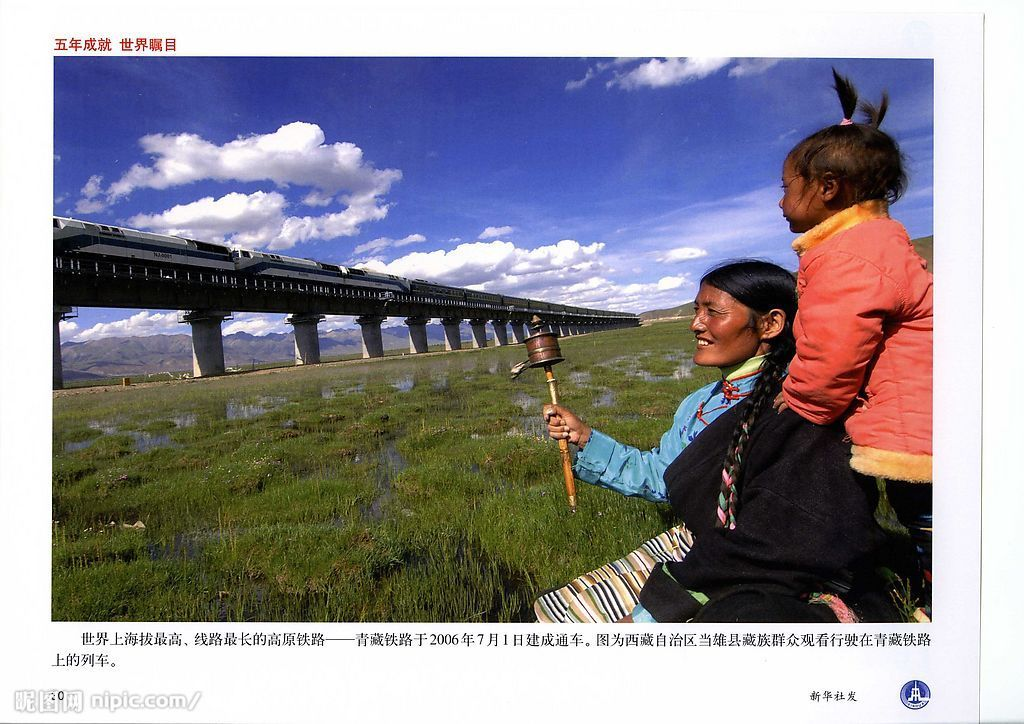 五年成就 世界瞩目
NJ20001
世界上海拔最高、线路最长的高原铁路——青藏铁路于2006年7月1日建成通车。图为西藏自治区当雄县藏族群众观看行驶在青藏铁路
上的列车。
昵图网 nipic.com/
30
新华社发